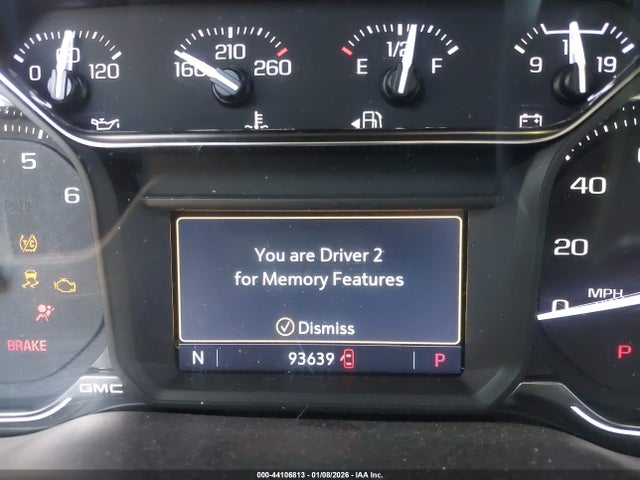 0 60 120
160 210 260
E 1/2 F
9 19
5
6
40
20
0
MPH
T/C
BRAKE
GMC
You are Driver 2
for Memory Features
Dismiss
N 93639 P
P
000-44106813 - 01/08/2026 - IAA Inc.